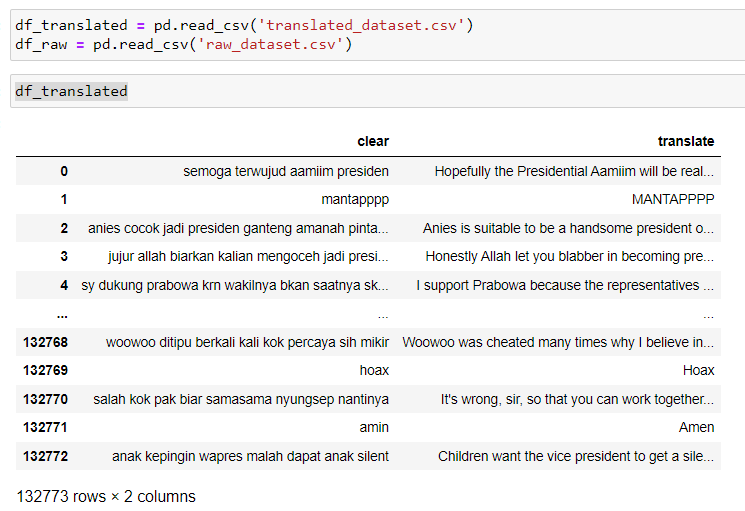 df_translated = pd.read_csv('translated_dataset.csv')
df_raw = pd.read_csv('raw_dataset.csv')
df_translated
clear translate
0 semoga terwujud aamiim presiden Hopefully the Presidential Aamiim will be real...
1 mantapppp MANTAPPPP
2 anies cocok jadi presiden ganteng amanah pinta... Anies is suitable to be a handsome president o...
3 jujur allah biarkan kalian mengoceh jadi presi... Honestly Allah let you blabber in becoming pre...
4 sy dukung prabowa krn wakilnya bkan saatnya sk... I support Prabowa because the representatives ...
... ... ...
132768 woowoo ditipu berkali kali kok percaya sih mikir Woowoo was cheated many times why I believe in...
132769 hoax Hoax
132770 salah kok pak biar samasama nyungsep nantinya It's wrong, sir, so that you can work together...
132771 amin Amen
132772 anak kepingin wapres malah dapat anak silent Children want the vice president to get a sile...
132773 rows × 2 columns